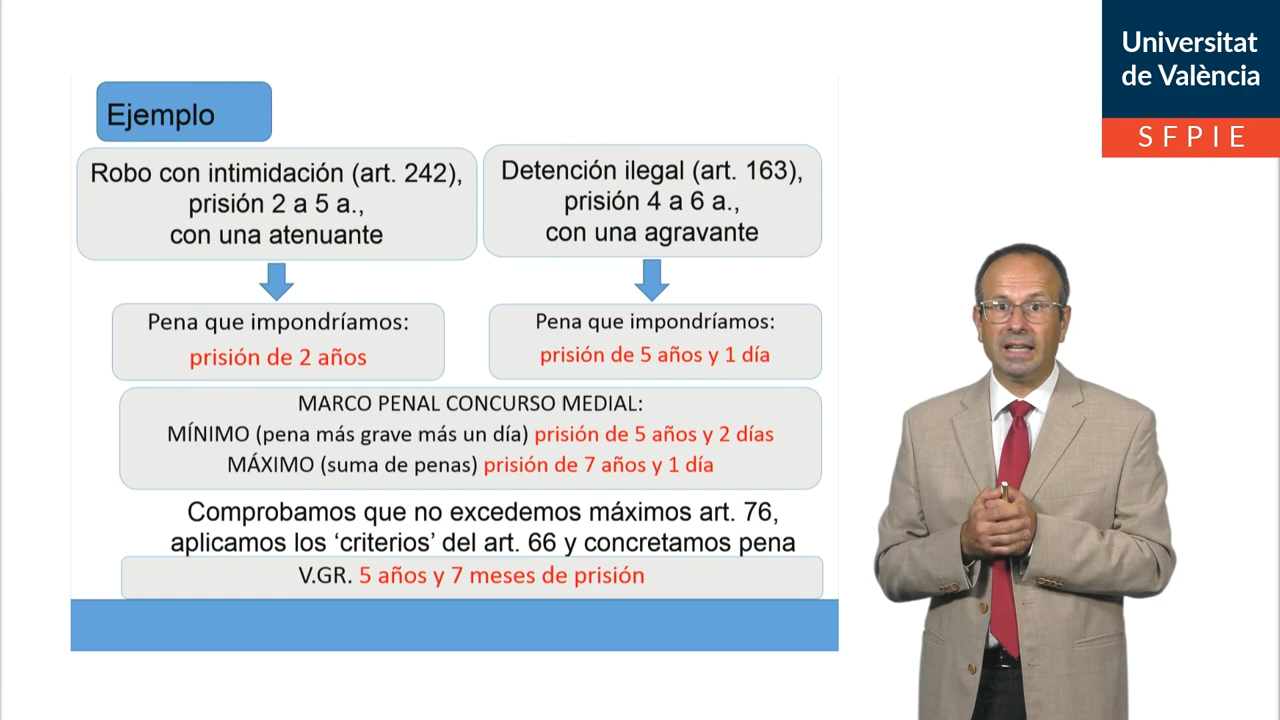 Universitat
de València
SFPIE
Ejemplo
Robo con intimidación (art. 242),
prisión 2 a 5 a.,
con una atenuante
Detención ilegal (art. 163),
prisión 4 a 6 a.,
con una agravante
Pena que impondríamos:
prisión de 2 años
Pena que impondríamos:
prisión de 5 años y 1 día
MARCO PENAL CONCURSO MEDIAL:
MÍNIMO (pena más grave más un día) prisión de 5 años y 2 días
MÁXIMO (suma de penas) prisión de 7 años y 1 día
Comprobamos que no excedemos máximos art. 76,
aplicamos los ‘criterios’ del art. 66 y concretamos pena
V.GR. 5 años y 7 meses de prisión